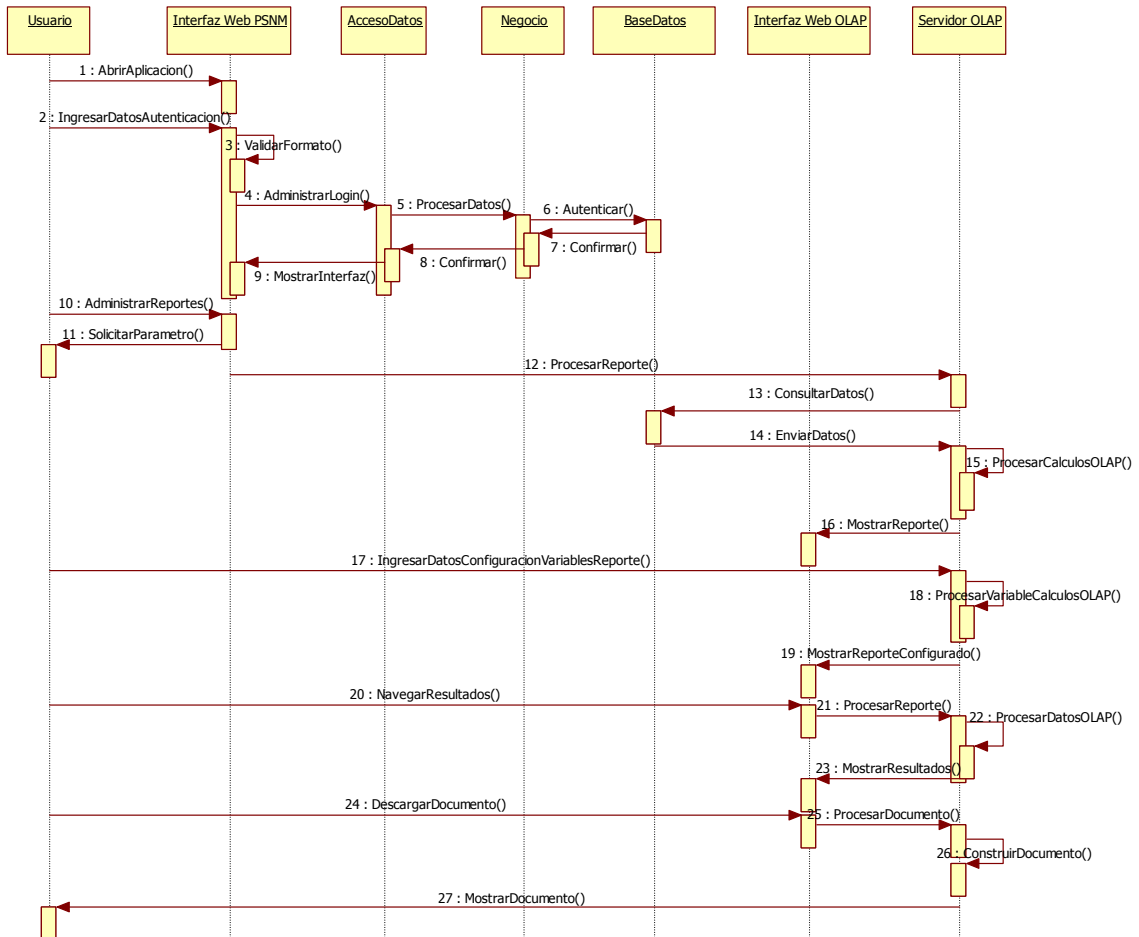 Usuario
Interfaz Web PSNM
AccesoDatos
Negocio
BaseDatos
Interfaz Web OLAP
Servidor OLAP
1 : AbrirAplicacion()
2 : IngresarDatosAutenticacion()
3 : ValidarFormato()
4 : AdministrarLogin()
5 : ProcesarDatos()
6 : Autenticar()
7 : Confirmar()
8 : Confirmar()
9 : MostrarInterfaz()
10 : AdministrarReportes()
11 : SolicitarParametro()
12 : ProcesarReporte()
13 : ConsultarDatos()
14 : EnviarDatos()
15 : ProcesarCalculosOLAP()
16 : MostrarReporte()
17 : IngresarDatosConfiguracionVariablesReporte()
18 : ProcesarVariableCalculosOLAP()
19 : MostrarReporteConfigurado()
20 : NavegarResultados()
21 : ProcesarReporte()
22 : ProcesarDatosOLAP()
23 : MostrarResultados()
24 : DescargarDocumento()
25 : ProcesarDocumento()
26 : ConstruirDocumento()
27 : MostrarDocumento()